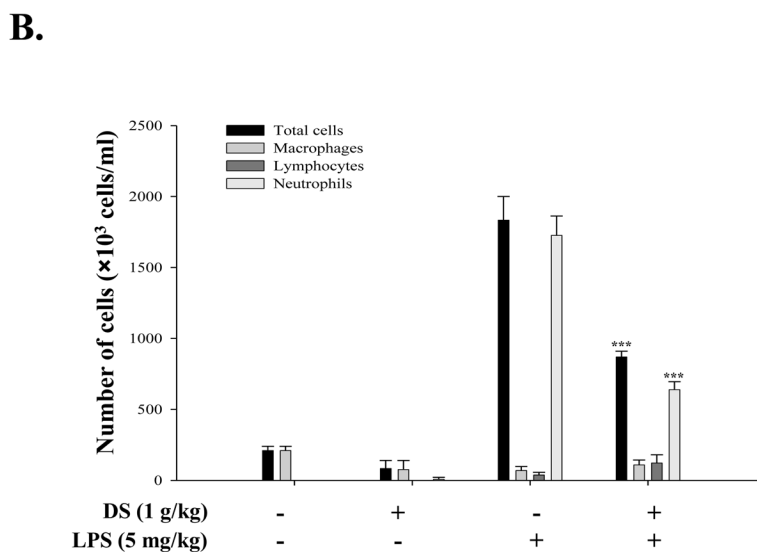 B.
2500
2000
1500
1000
500
0
Number of cells (×10³ cells/ml)
Total cells
Macrophages
Lymphocytes
Neutrophils
***
***
DS (1 g/kg) - + - +
LPS (5 mg/kg) - - + +